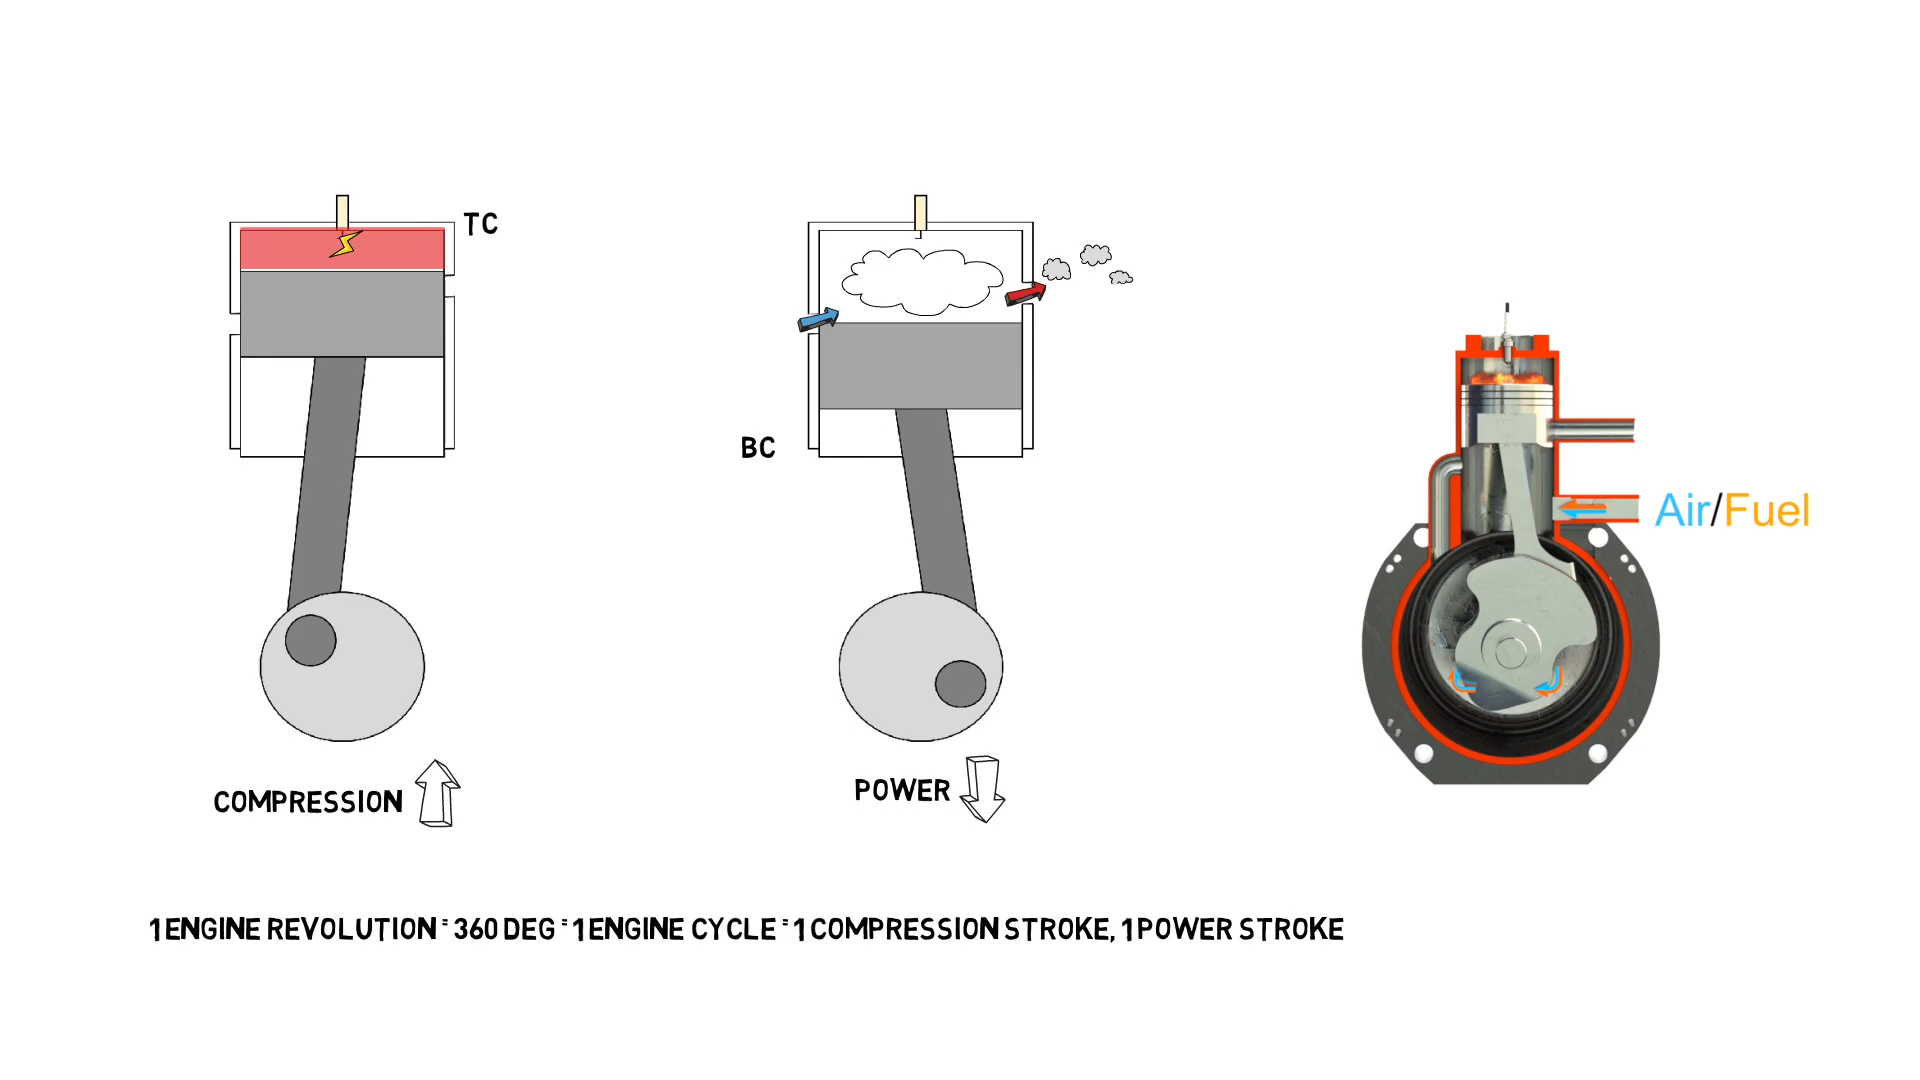 TC
BC
Air/Fuel
COMPRESSION
POWER
1 ENGINE REVOLUTION = 360 DEG = 1 ENGINE CYCLE = 1 COMPRESSION STROKE, 1 POWER STROKE